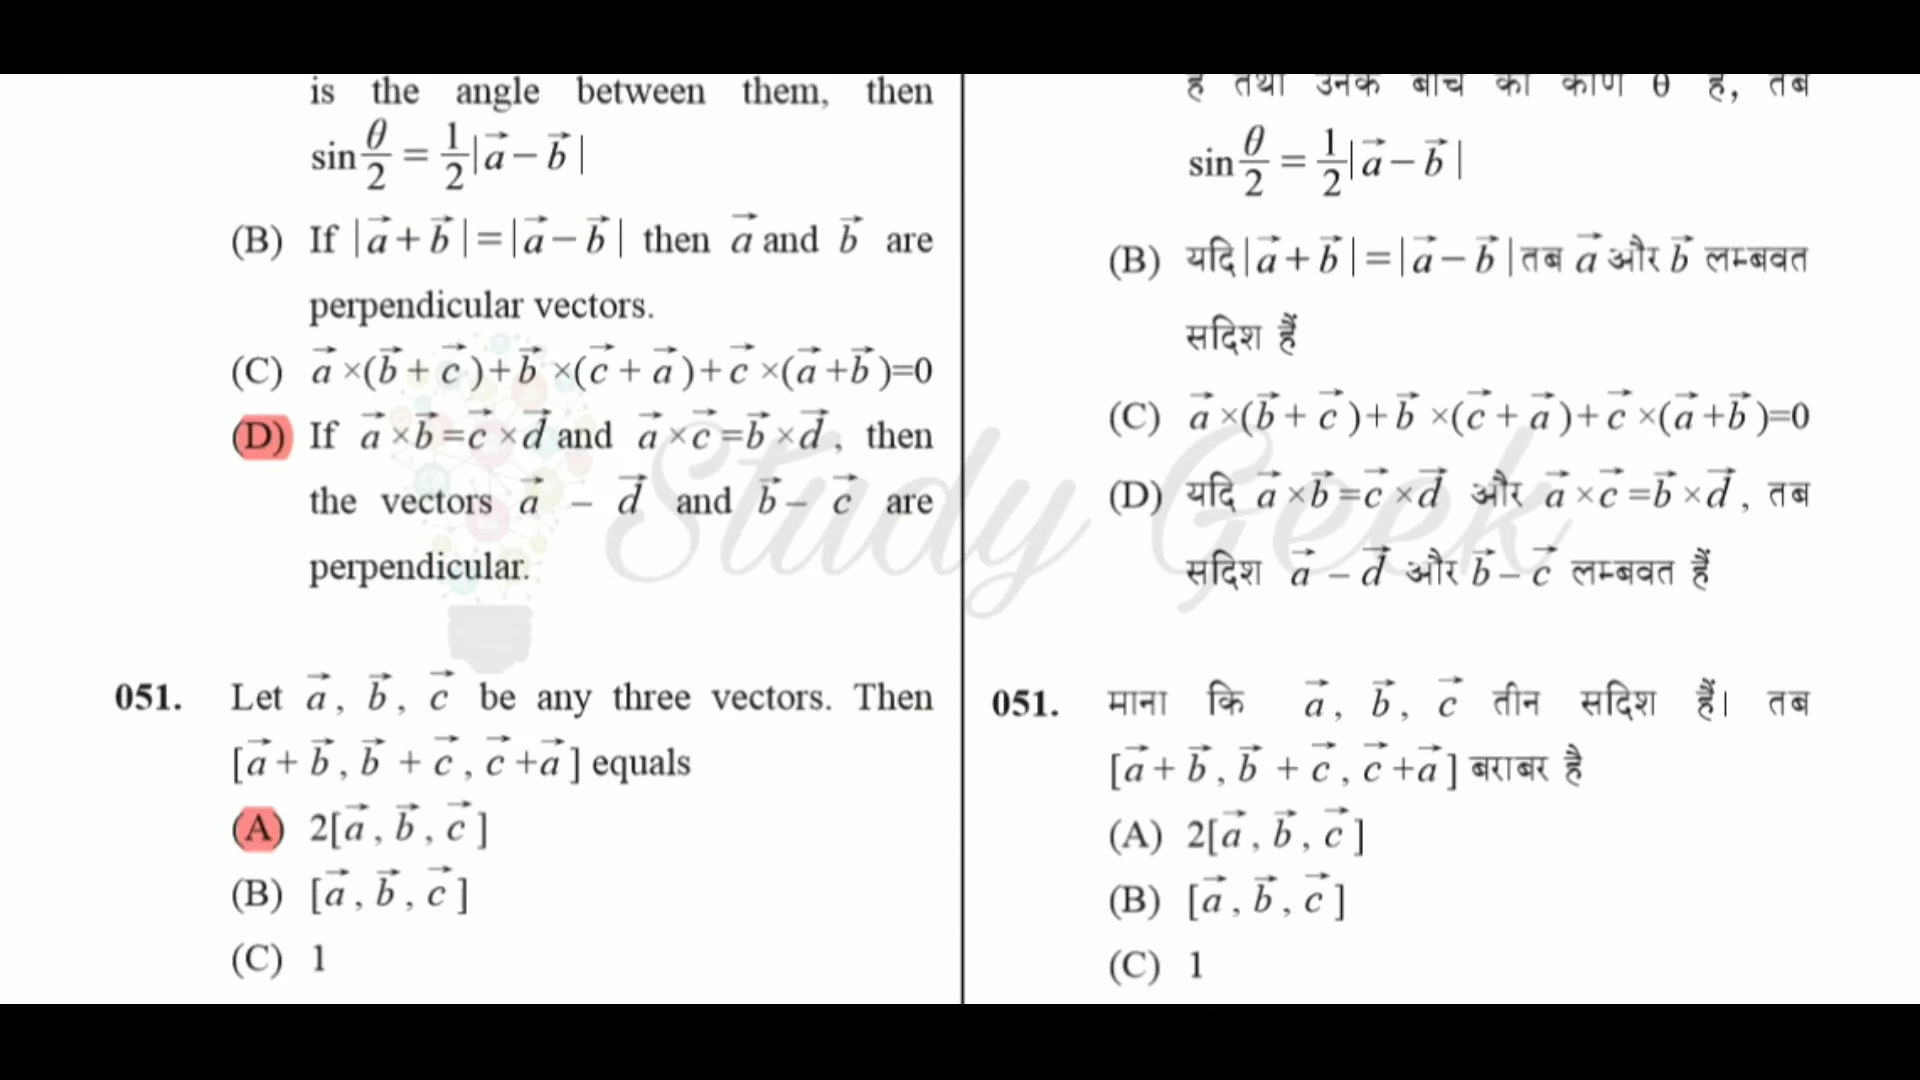 is the angle between them, then
sin θ/2 = 1/2 |a⃗ − b⃗|
(B) If |a⃗ + b⃗| = |a⃗ − b⃗| then a⃗ and b⃗ are
perpendicular vectors.
(C) a⃗ ×(b⃗ + c⃗)+b⃗ ×(c⃗ + a⃗)+c⃗ ×(a⃗ +b⃗)=0
(D) If a⃗ ×b⃗ =c⃗ ×d⃗ and a⃗ ×c⃗ =b⃗ ×d⃗, then
the vectors a⃗ − d⃗ and b⃗ − c⃗ are
perpendicular.
051. Let a⃗, b⃗, c⃗ be any three vectors. Then
[a⃗ + b⃗, b⃗ + c⃗, c⃗ +a⃗] equals
(A) 2[a⃗, b⃗, c⃗]
(B) [a⃗, b⃗, c⃗]
(C) 1
है तथा उनके बीच का कोण θ है, तब
sin θ/2 = 1/2 |a⃗ − b⃗|
(B) यदि |a⃗ + b⃗| = |a⃗ − b⃗| तब a⃗ और b⃗ लम्बवत
सदिश हैं
(C) a⃗ ×(b⃗ + c⃗)+b⃗ ×(c⃗ + a⃗)+c⃗ ×(a⃗ +b⃗)=0
(D) यदि a⃗ ×b⃗ =c⃗ ×d⃗ और a⃗ ×c⃗ =b⃗ ×d⃗, तब
सदिश a⃗ − d⃗ और b⃗ − c⃗ लम्बवत हैं
051. माना कि a⃗, b⃗, c⃗ तीन सदिश हैं। तब
[a⃗ + b⃗, b⃗ + c⃗, c⃗ +a⃗] बराबर है
(A) 2[a⃗, b⃗, c⃗]
(B) [a⃗, b⃗, c⃗]
(C) 1
Study Geek